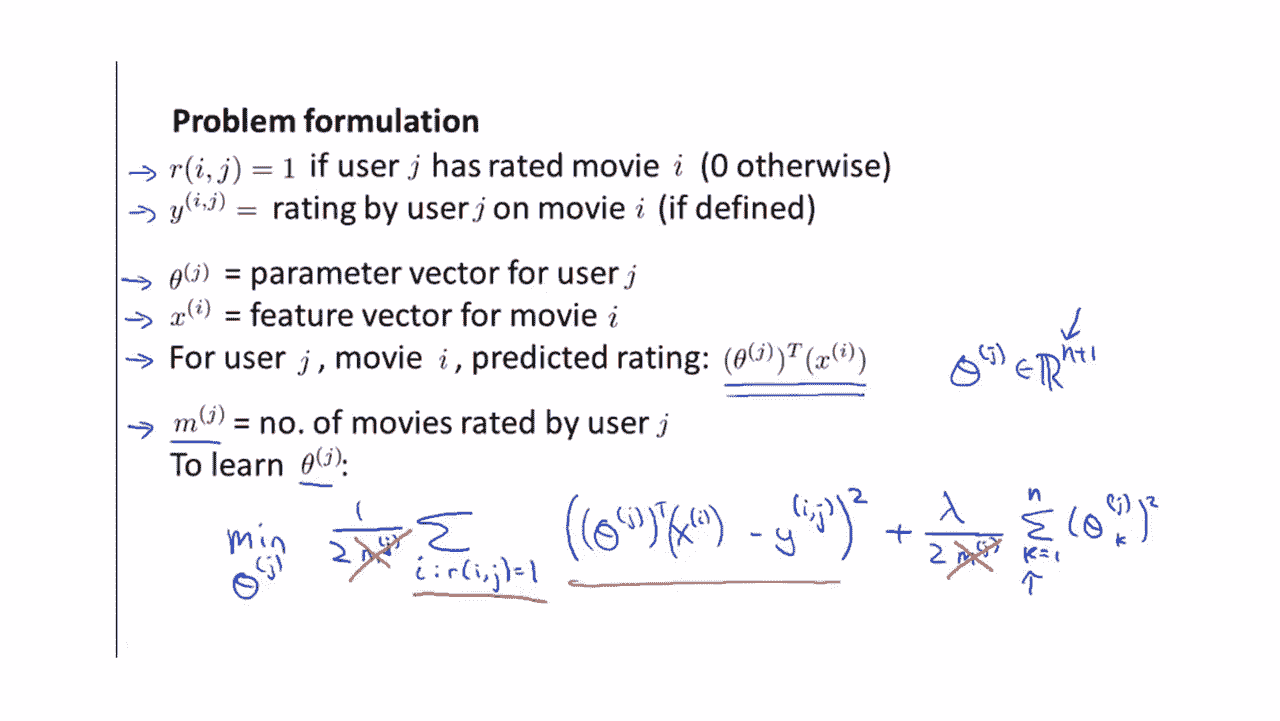 Problem formulation
→ r(i, j) = 1 if user j has rated movie i (0 otherwise)
→ y^(i,j) = rating by user j on movie i (if defined)
→ θ^(j) = parameter vector for user j
→ x^(i) = feature vector for movie i
→ For user j, movie i, predicted rating: (θ^(j))^T(x^(i)) θ^(j) ∈ ℝ^(n+1)
→ m^(j) = no. of movies rated by user j
To learn θ^(j):
min_θ^(j) 1/(2 m^(j)) Σ_{i:r(i,j)=1} ((θ^(j))^T(x^(i)) - y^(i,j))^2 + λ/(2 m^(j)) Σ_{k=1}^{n} (θ_k^(j))^2